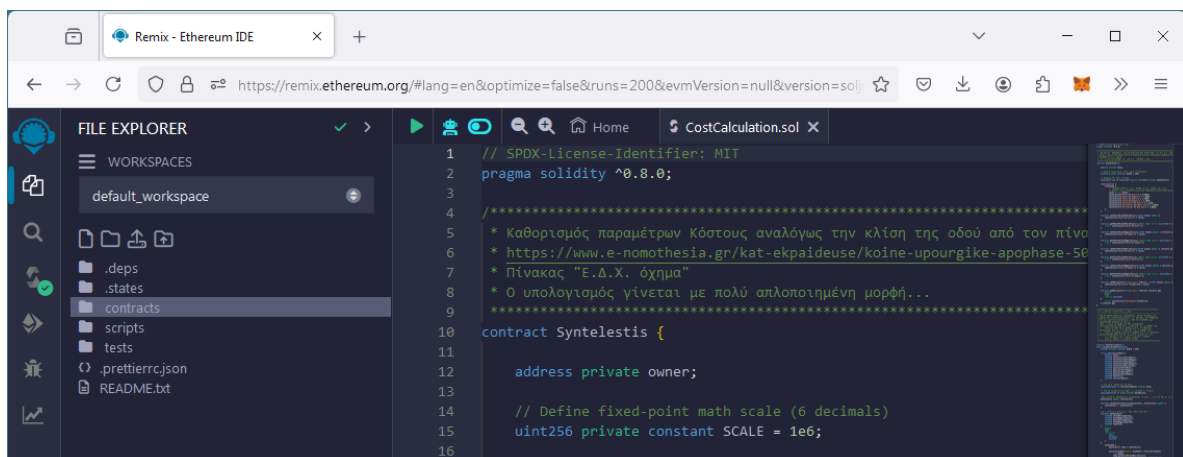 Remix - Ethereum IDE
https://remix.ethereum.org/#lang=en&optimize=false&runs=200&evmVersion=null&version=solj
FILE EXPLORER
WORKSPACES
default_workspace
.deps
.states
contracts
scripts
tests
.prettierrc.json
README.txt
Home
CostCalculation.sol
1 // SPDX-License-Identifier: MIT
2 pragma solidity ^0.8.0;
3
4 /***************************************************************************
5 * Καθορισμός παραμέτρων Κόστους αναλόγως την κλίση της οδού από τον πίνα
6 * https://www.e-nomothesia.gr/kat-ekpaideuse/koine-upourgike-apophase-50
7 * Πίνακας "Ε.Δ.Χ. όχημα"
8 * Ο υπολογισμός γίνεται με πολύ απλοποιημένη μορφή...
9 ***************************************************************************
10 contract Syntelestis {
11
12 address private owner;
13
14 // Define fixed-point math scale (6 decimals)
15 uint256 private constant SCALE = 1e6;
16